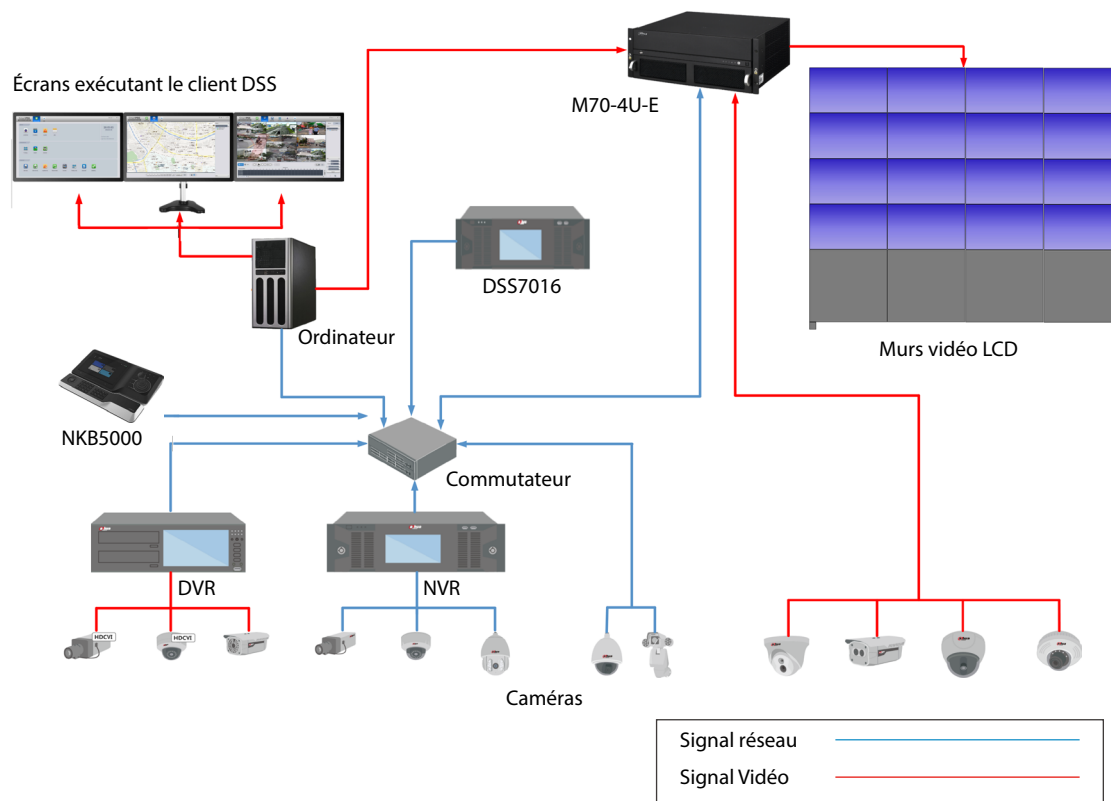 M70-4U-E
Écrans exécutant le client DSS
DSS7016
Ordinateur
Murs vidéo LCD
NKB5000
Commutateur
DVR
NVR
HDCVI
HDCVI
Caméras
Signal réseau
Signal Vidéo